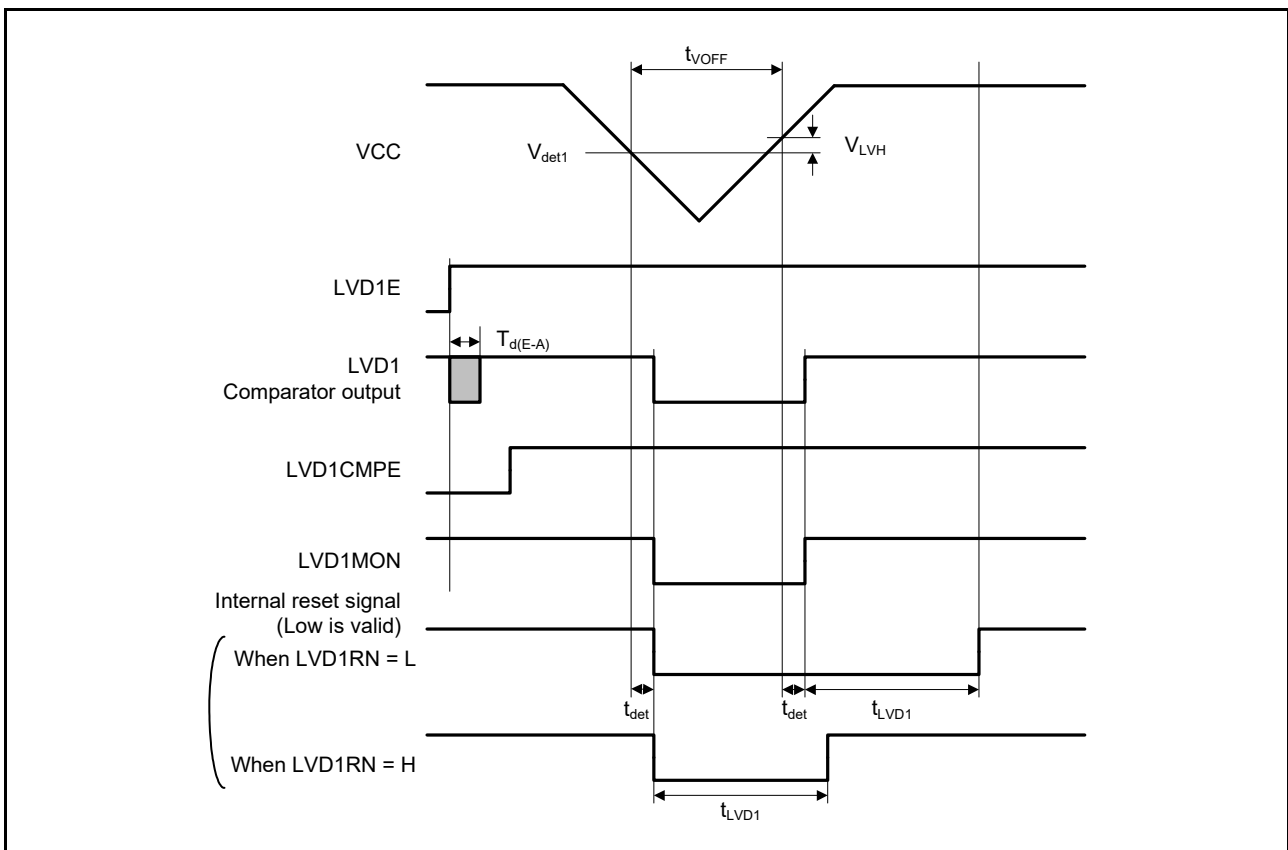 tVOFF
VCC
Vdet1
VLVH
LVD1E
Td(E-A)
LVD1
Comparator output
LVD1CMPE
LVD1MON
Internal reset signal
(Low is valid)
When LVD1RN = L
tdet
tdet
tLVD1
When LVD1RN = H
tLVD1